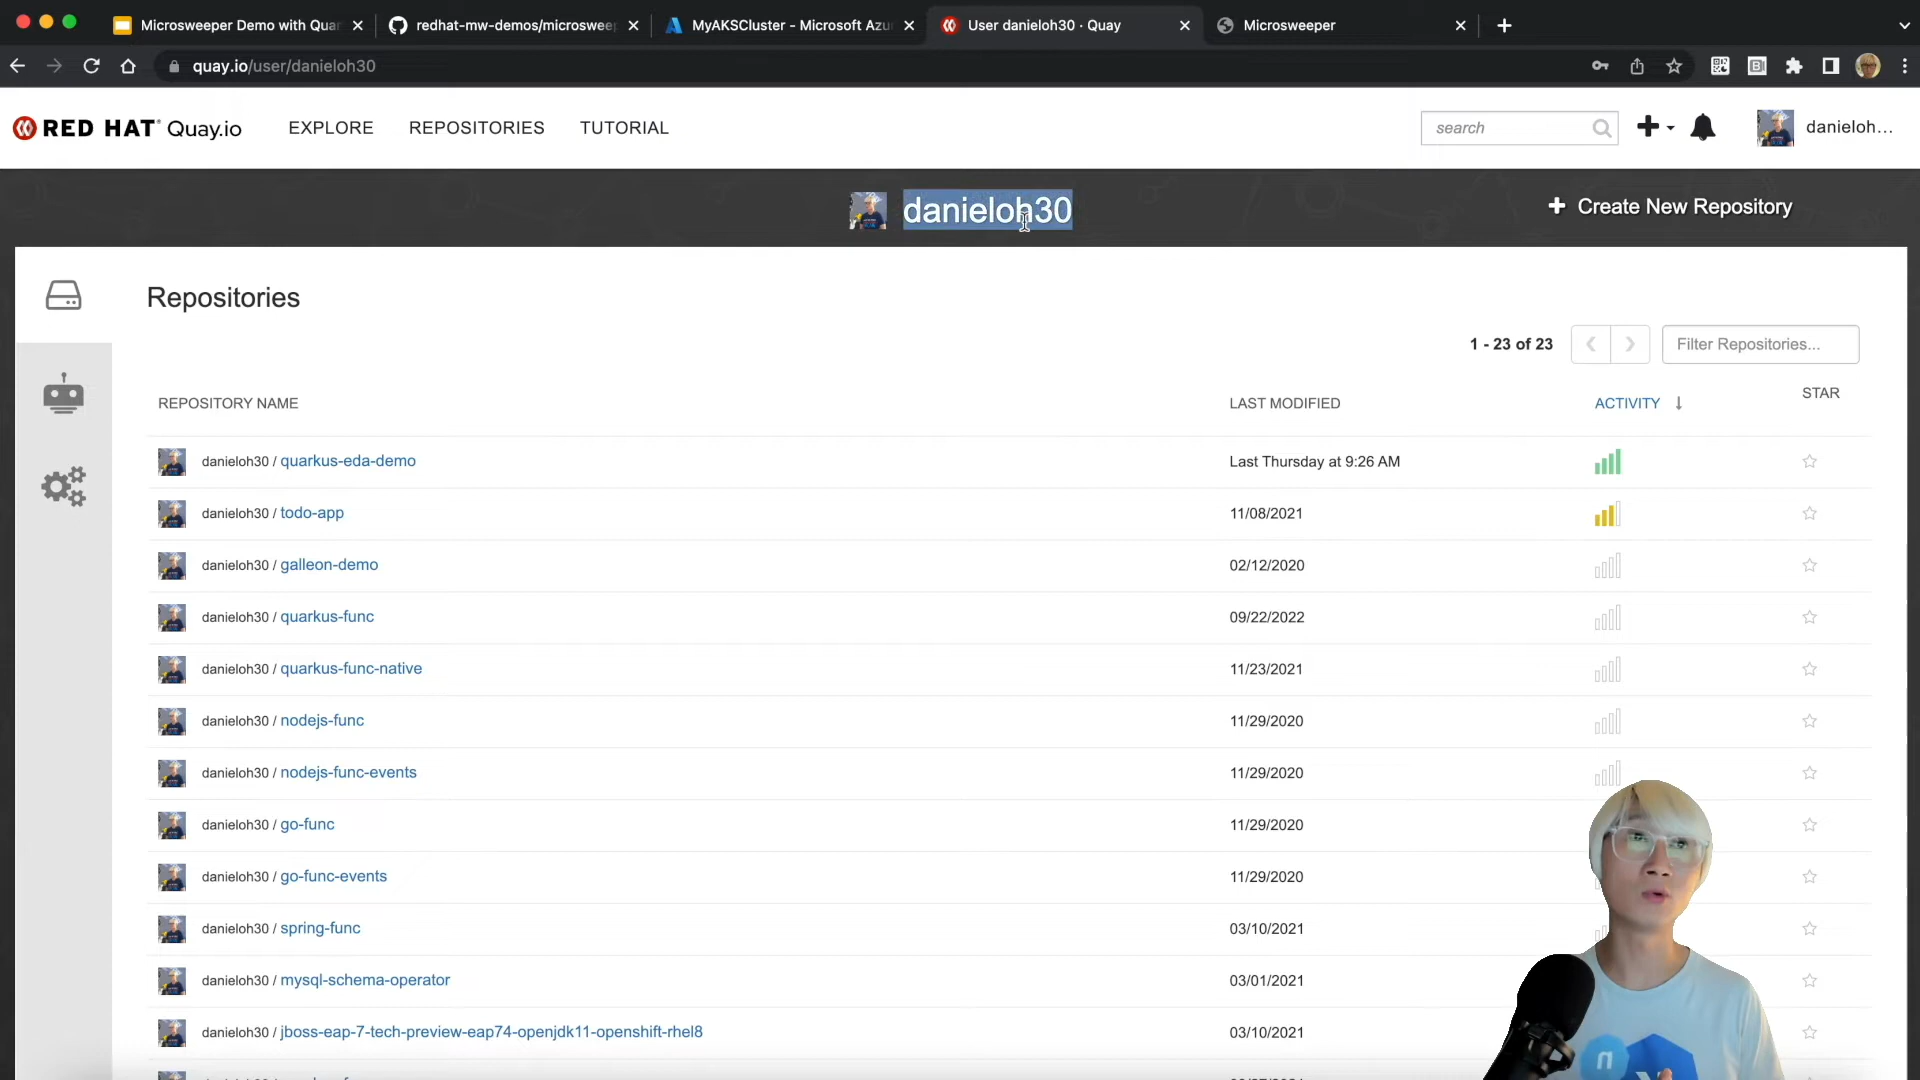 Microsweeper Demo with Quar
redhat-mw-demos/microsweep
MyAKSCluster - Microsoft Azu
User danieloh30 · Quay
Microsweeper
quay.io/user/danieloh30
RED HAT Quay.io
EXPLORE
REPOSITORIES
TUTORIAL
search
danieloh...
danieloh30
Create New Repository
Repositories
1 - 23 of 23
Filter Repositories...
REPOSITORY NAME
LAST MODIFIED
ACTIVITY
STAR
danieloh30 / quarkus-eda-demo
Last Thursday at 9:26 AM
danieloh30 / todo-app
11/08/2021
danieloh30 / galleon-demo
02/12/2020
danieloh30 / quarkus-func
09/22/2022
danieloh30 / quarkus-func-native
11/23/2021
danieloh30 / nodejs-func
11/29/2020
danieloh30 / nodejs-func-events
11/29/2020
danieloh30 / go-func
11/29/2020
danieloh30 / go-func-events
11/29/2020
danieloh30 / spring-func
03/10/2021
danieloh30 / mysql-schema-operator
03/01/2021
danieloh30 / jboss-eap-7-tech-preview-eap74-openjdk11-openshift-rhel8
03/10/2021